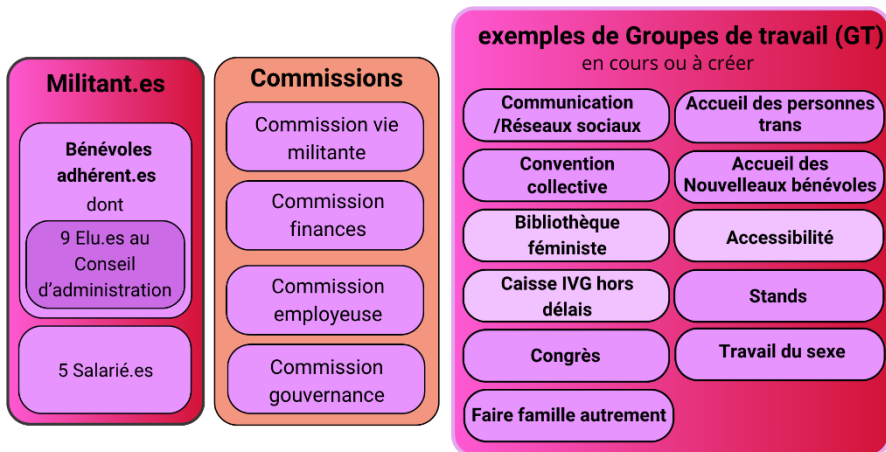 Militant.es
Bénévoles
adhérent.es
dont
9 Elu.es au
Conseil
d'administration
5 Salarié.es
Commissions
Commission vie
militante
Commission
finances
Commission
employeuse
Commission
gouvernance
exemples de Groupes de travail (GT)
en cours ou à créer
Communication
/Réseaux sociaux
Convention
collective
Bibliothèque
féministe
Caisse IVG hors
délais
Congrès
Faire famille autrement
Accueil des personnes
trans
Accueil des
Nouvelleaux bénévoles
Accessibilité
Stands
Travail du sexe